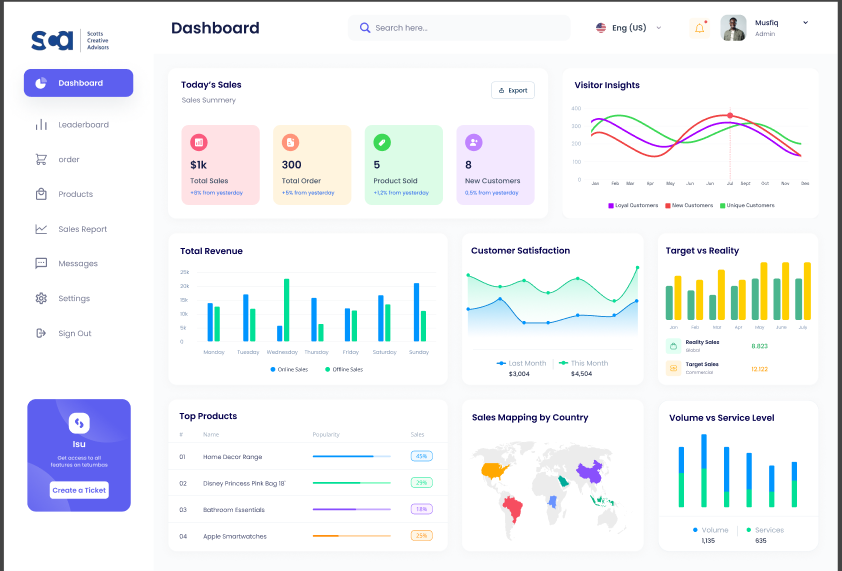 sca
Scotts
Creative
Advisors
Dashboard
Search here...
Eng (US)
Musfiq
Admin
Dashboard
Leaderboard
order
Products
Sales Report
Messages
Settings
Sign Out
Isu
Get access to all
features on tetumbas
Create a Ticket
Today's Sales
Sales Summery
Export
$1k
Total Sales
+8% from yesterday
300
Total Order
+5% from yesterday
5
Product Sold
+1,2% from yesterday
8
New Customers
0,5% from yesterday
Visitor Insights
400
300
200
100
0
Jan Feb Mar Apr May Jun Jun Jul Sept Oct Nov Des
Loyal Customers New Customers Unique Customers
Total Revenue
25k
20k
15k
10k
5k
0
Monday Tuesday Wednesday Thursday Friday Saturday Sunday
Online Sales Offline Sales
Customer Satisfaction
Last Month This Month
$3,004 $4,504
Target vs Reality
Jan Feb Mar Apr May June July
Reality Sales
Global
8.823
Target Sales
Commercial
12.122
Top Products
# Name Popularity Sales
01 Home Decor Range 45%
02 Disney Princess Pink Bag 18' 29%
03 Bathroom Essentials 18%
04 Apple Smartwatches 25%
Sales Mapping by Country
Volume vs Service Level
Volume Services
1,135 635